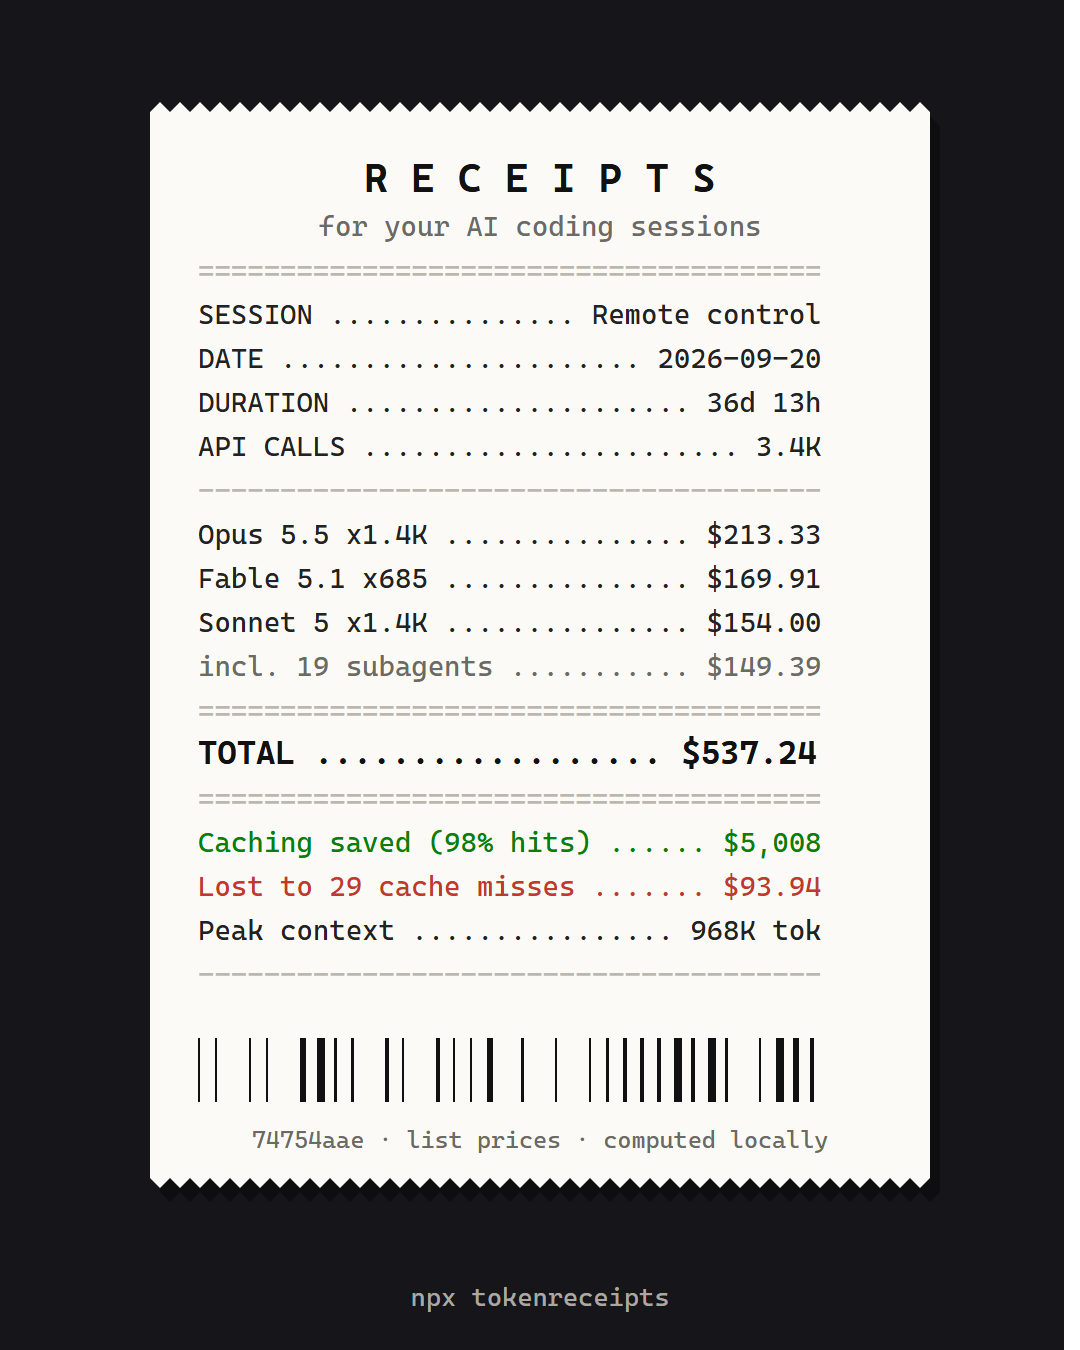 RECEIPTS
for your AI coding sessions
======================================
SESSION ............... Remote control
DATE ...................... 2026-09-20
DURATION ..................... 36d 13h
API CALLS ....................... 3.4K
--------------------------------------
Opus 5.5 x1.4K ............... $213.33
Fable 5.1 x685 ............... $169.91
Sonnet 5 x1.4K ............... $154.00
incl. 19 subagents ........... $149.39
======================================
TOTAL .................. $537.24
======================================
Caching saved (98% hits) ...... $5,008
Lost to 29 cache misses ....... $93.94
Peak context ................ 968K tok
--------------------------------------
74754aae · list prices · computed locally
npx tokenreceipts